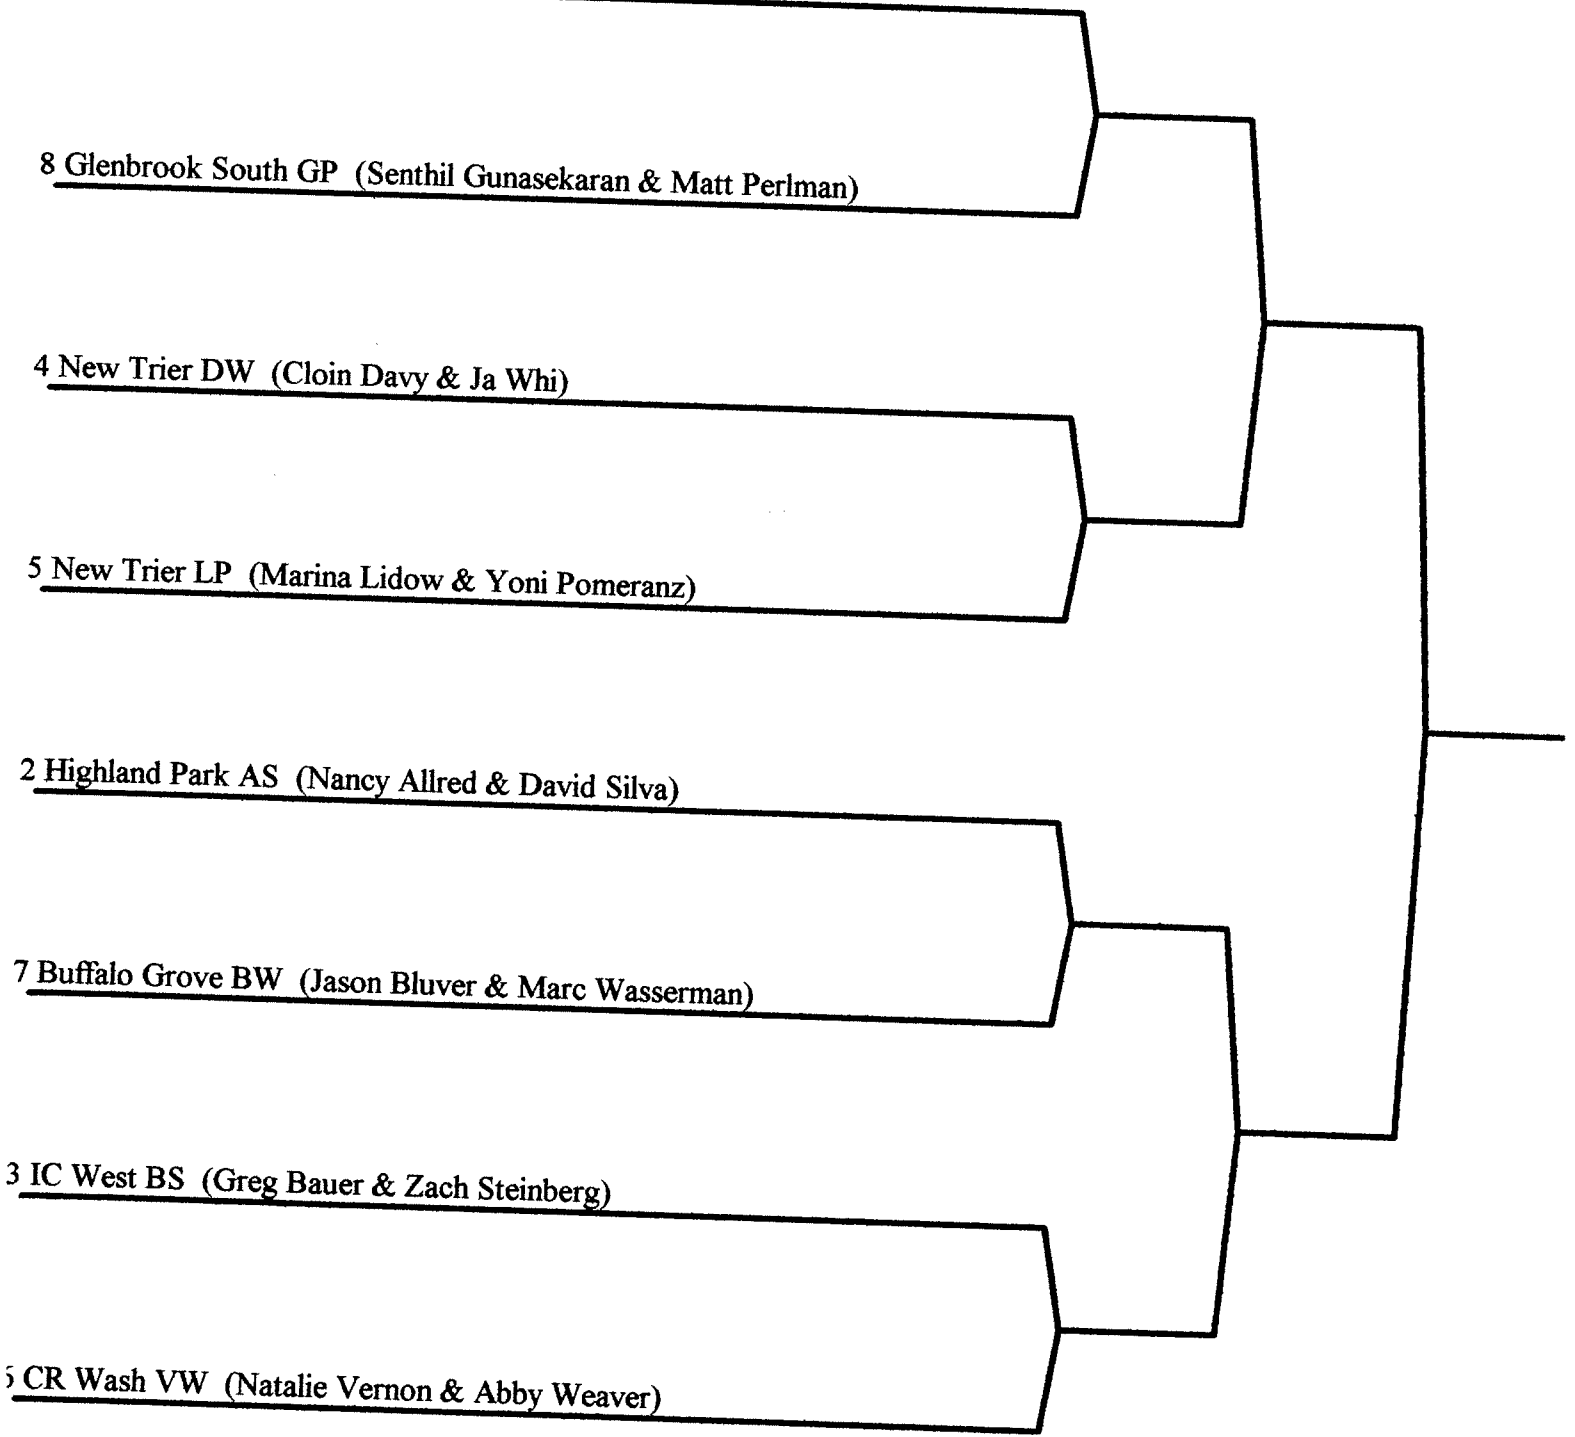 8 Glenbrook South GP (Senthil Gunasekaran & Matt Perlman)
4 New Trier DW (Cloin Davy & Ja Whi)
5 New Trier LP (Marina Lidow & Yoni Pomeranz)
2 Highland Park AS (Nancy Allred & David Silva)
7 Buffalo Grove BW (Jason Bluver & Marc Wasserman)
3 IC West BS (Greg Bauer & Zach Steinberg)
CR Wash VW (Natalie Vernon & Abby Weaver)